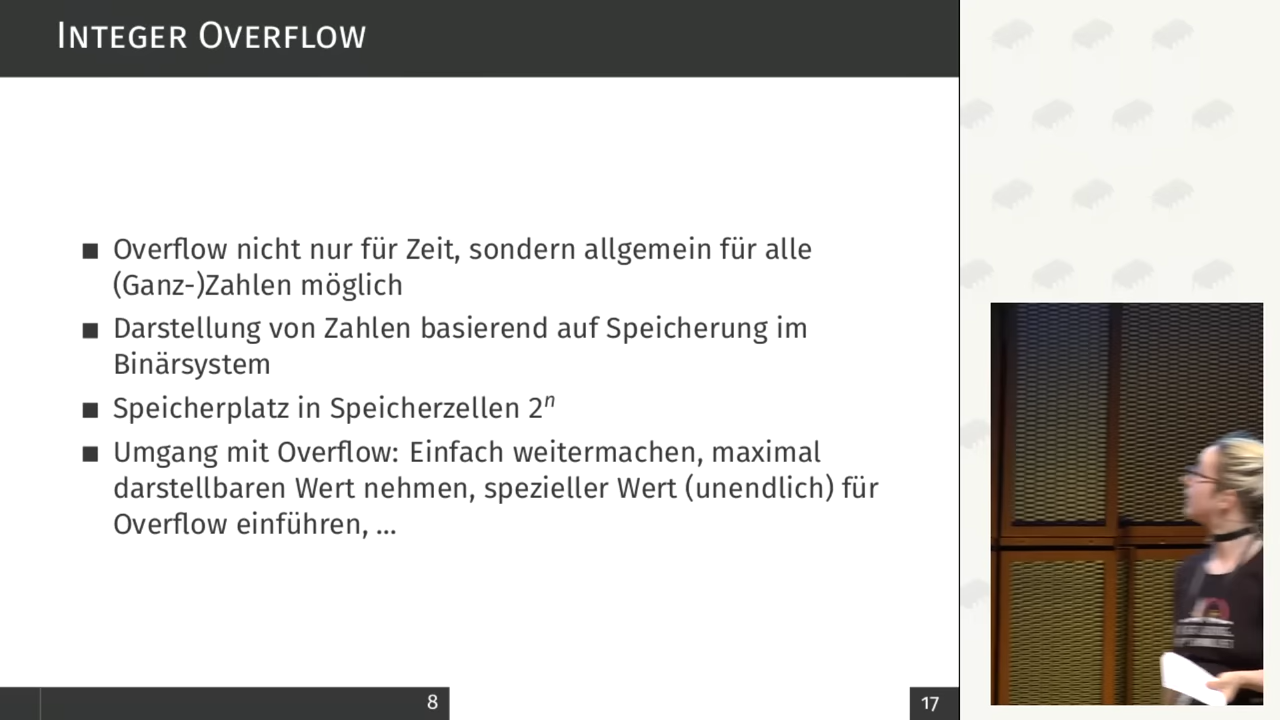 Integer Overflow
■ Overflow nicht nur für Zeit, sondern allgemein für alle
(Ganz-)Zahlen möglich
■ Darstellung von Zahlen basierend auf Speicherung im
Binärsystem
■ Speicherplatz in Speicherzellen 2ⁿ
■ Umgang mit Overflow: Einfach weitermachen, maximal
darstellbaren Wert nehmen, spezieller Wert (unendlich) für
Overflow einführen, ...
8
17